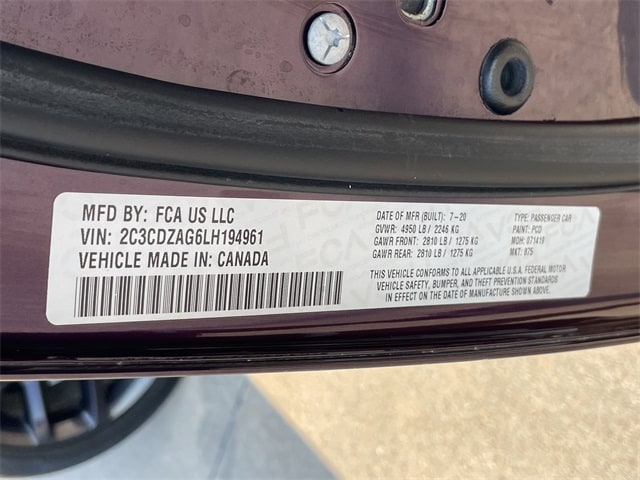 MFD BY: FCA US LLC
VIN: 2C3CDZAG6LH194961
VEHICLE MADE IN: CANADA
DATE OF MFR (BUILT): 7-20
GVWR: 4950 LB / 2246 KG
GAWR FRONT: 2810 LB / 1275 KG
GAWR REAR: 2810 LB / 1275 KG
TYPE: PASSENGER CAR
PAINT: PCD
MDH: 071419
MKT: 875
THIS VEHICLE CONFORMS TO ALL APPLICABLE U.S.A. FEDERAL MOTOR
VEHICLE SAFETY, BUMPER, AND THEFT PREVENTION STANDARDS
IN EFFECT ON THE DATE OF MANUFACTURE SHOWN ABOVE.